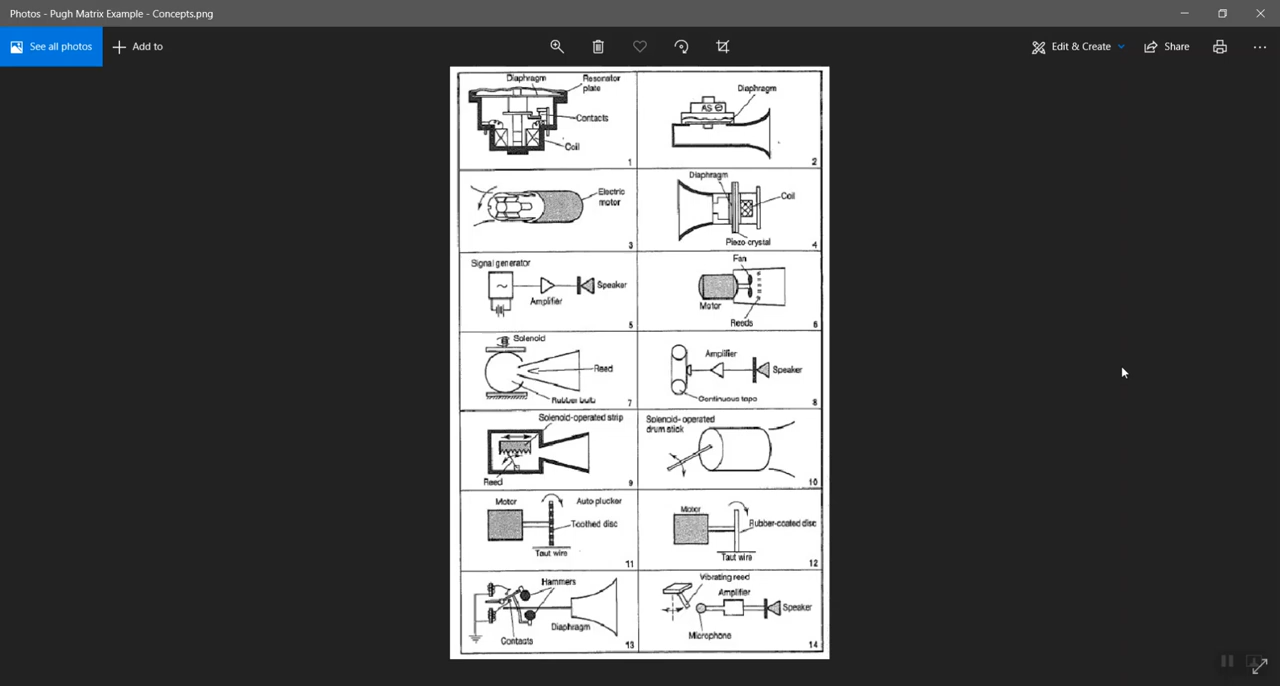 Photos - Pugh Matrix Example - Concepts.png
See all photos
Add to
Edit & Create
Share
Diaphragm
Resonator
plate
Contacts
Coil
1
Diaphragm
AS
2
Electric
motor
3
Diaphragm
Coil
Piezo crystal
4
Signal generator
Speaker
Amplifier
5
Fan
Motor
Reeds
6
Solenoid
Reed
Rubber bulb
7
Amplifier
Speaker
Continuous tape
8
Solenoid-operated strip
Reed
9
Solenoid-operated
drum stick
10
Motor
Auto plucker
Toothed disc
Taut wire
11
Motor
Rubber-coated disc
Taut wire
12
Hammers
Diaphragm
Contacts
13
Vibrating reed
Amplifier
Speaker
Microphone
14